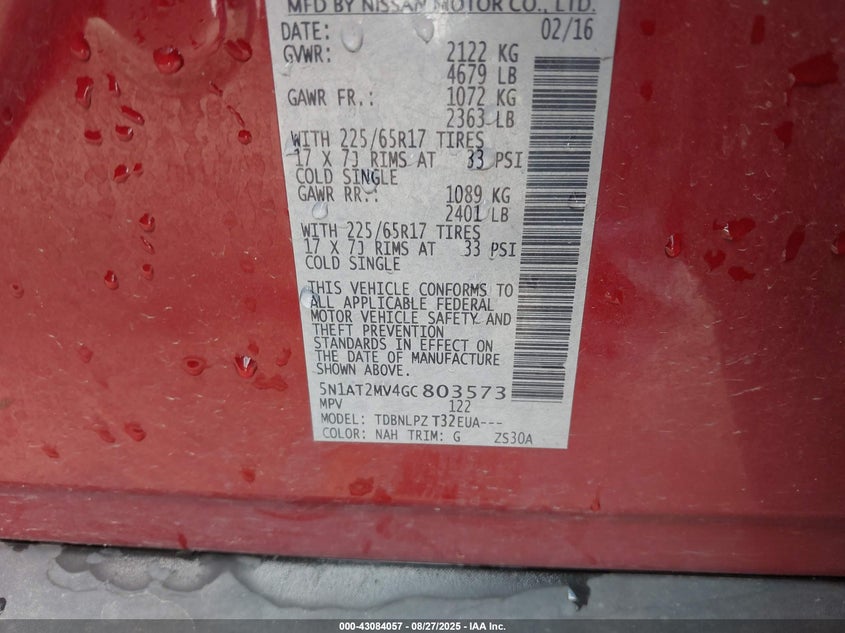 MFD BY NISSAN MOTOR CO., LTD.
DATE: 02/16
GVWR: 2122 KG
4679 LB
GAWR FR.: 1072 KG
2363 LB
WITH 225/65R17 TIRES
17 X 7J RIMS AT 33 PSI
COLD SINGLE
GAWR RR.: 1089 KG
2401 LB
WITH 225/65R17 TIRES
17 X 7J RIMS AT 33 PSI
COLD SINGLE
THIS VEHICLE CONFORMS TO
ALL APPLICABLE FEDERAL
MOTOR VEHICLE SAFETY AND
THEFT PREVENTION
STANDARDS IN EFFECT ON
THE DATE OF MANUFACTURE
SHOWN ABOVE.
5N1AT2MV4GC803573
MPV 122
MODEL: TDBNLPZ T32EUA---
COLOR: NAH TRIM: G ZS30A
000-43084057 - 08/27/2025 - IAA Inc.